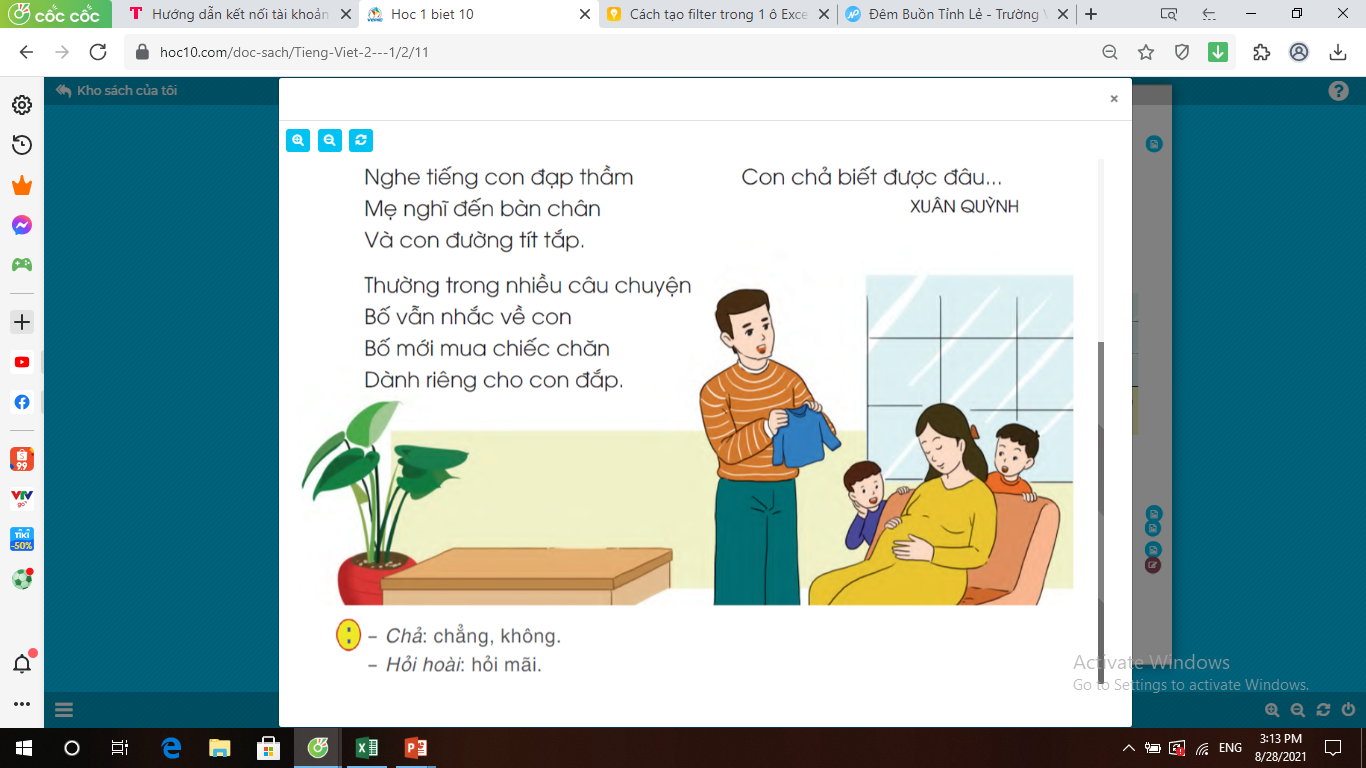 cốc cốc
Hướng dẫn kết nối tài khoản
Hoc 1 biet 10
Cách tạo filter trong 1 ô Exce
Đêm Buồn Tỉnh Lẻ - Trường V
hoc10.com/doc-sach/Tieng-Viet-2---1/2/11
Kho sách của tôi
Nghe tiếng con đạp thầm
Mẹ nghĩ đến bàn chân
Và con đường tít tắp.
Thường trong nhiều câu chuyện
Bố vẫn nhắc về con
Bố mới mua chiếc chăn
Dành riêng cho con đắp.
Con chả biết được đâu...
XUÂN QUỲNH
– Chả: chẳng, không.
– Hỏi hoài: hỏi mãi.
99
VTV
go
TIKI
-50%
Activate Windows
Go to Settings to activate Windows.
ENG
3:13 PM
8/28/2021